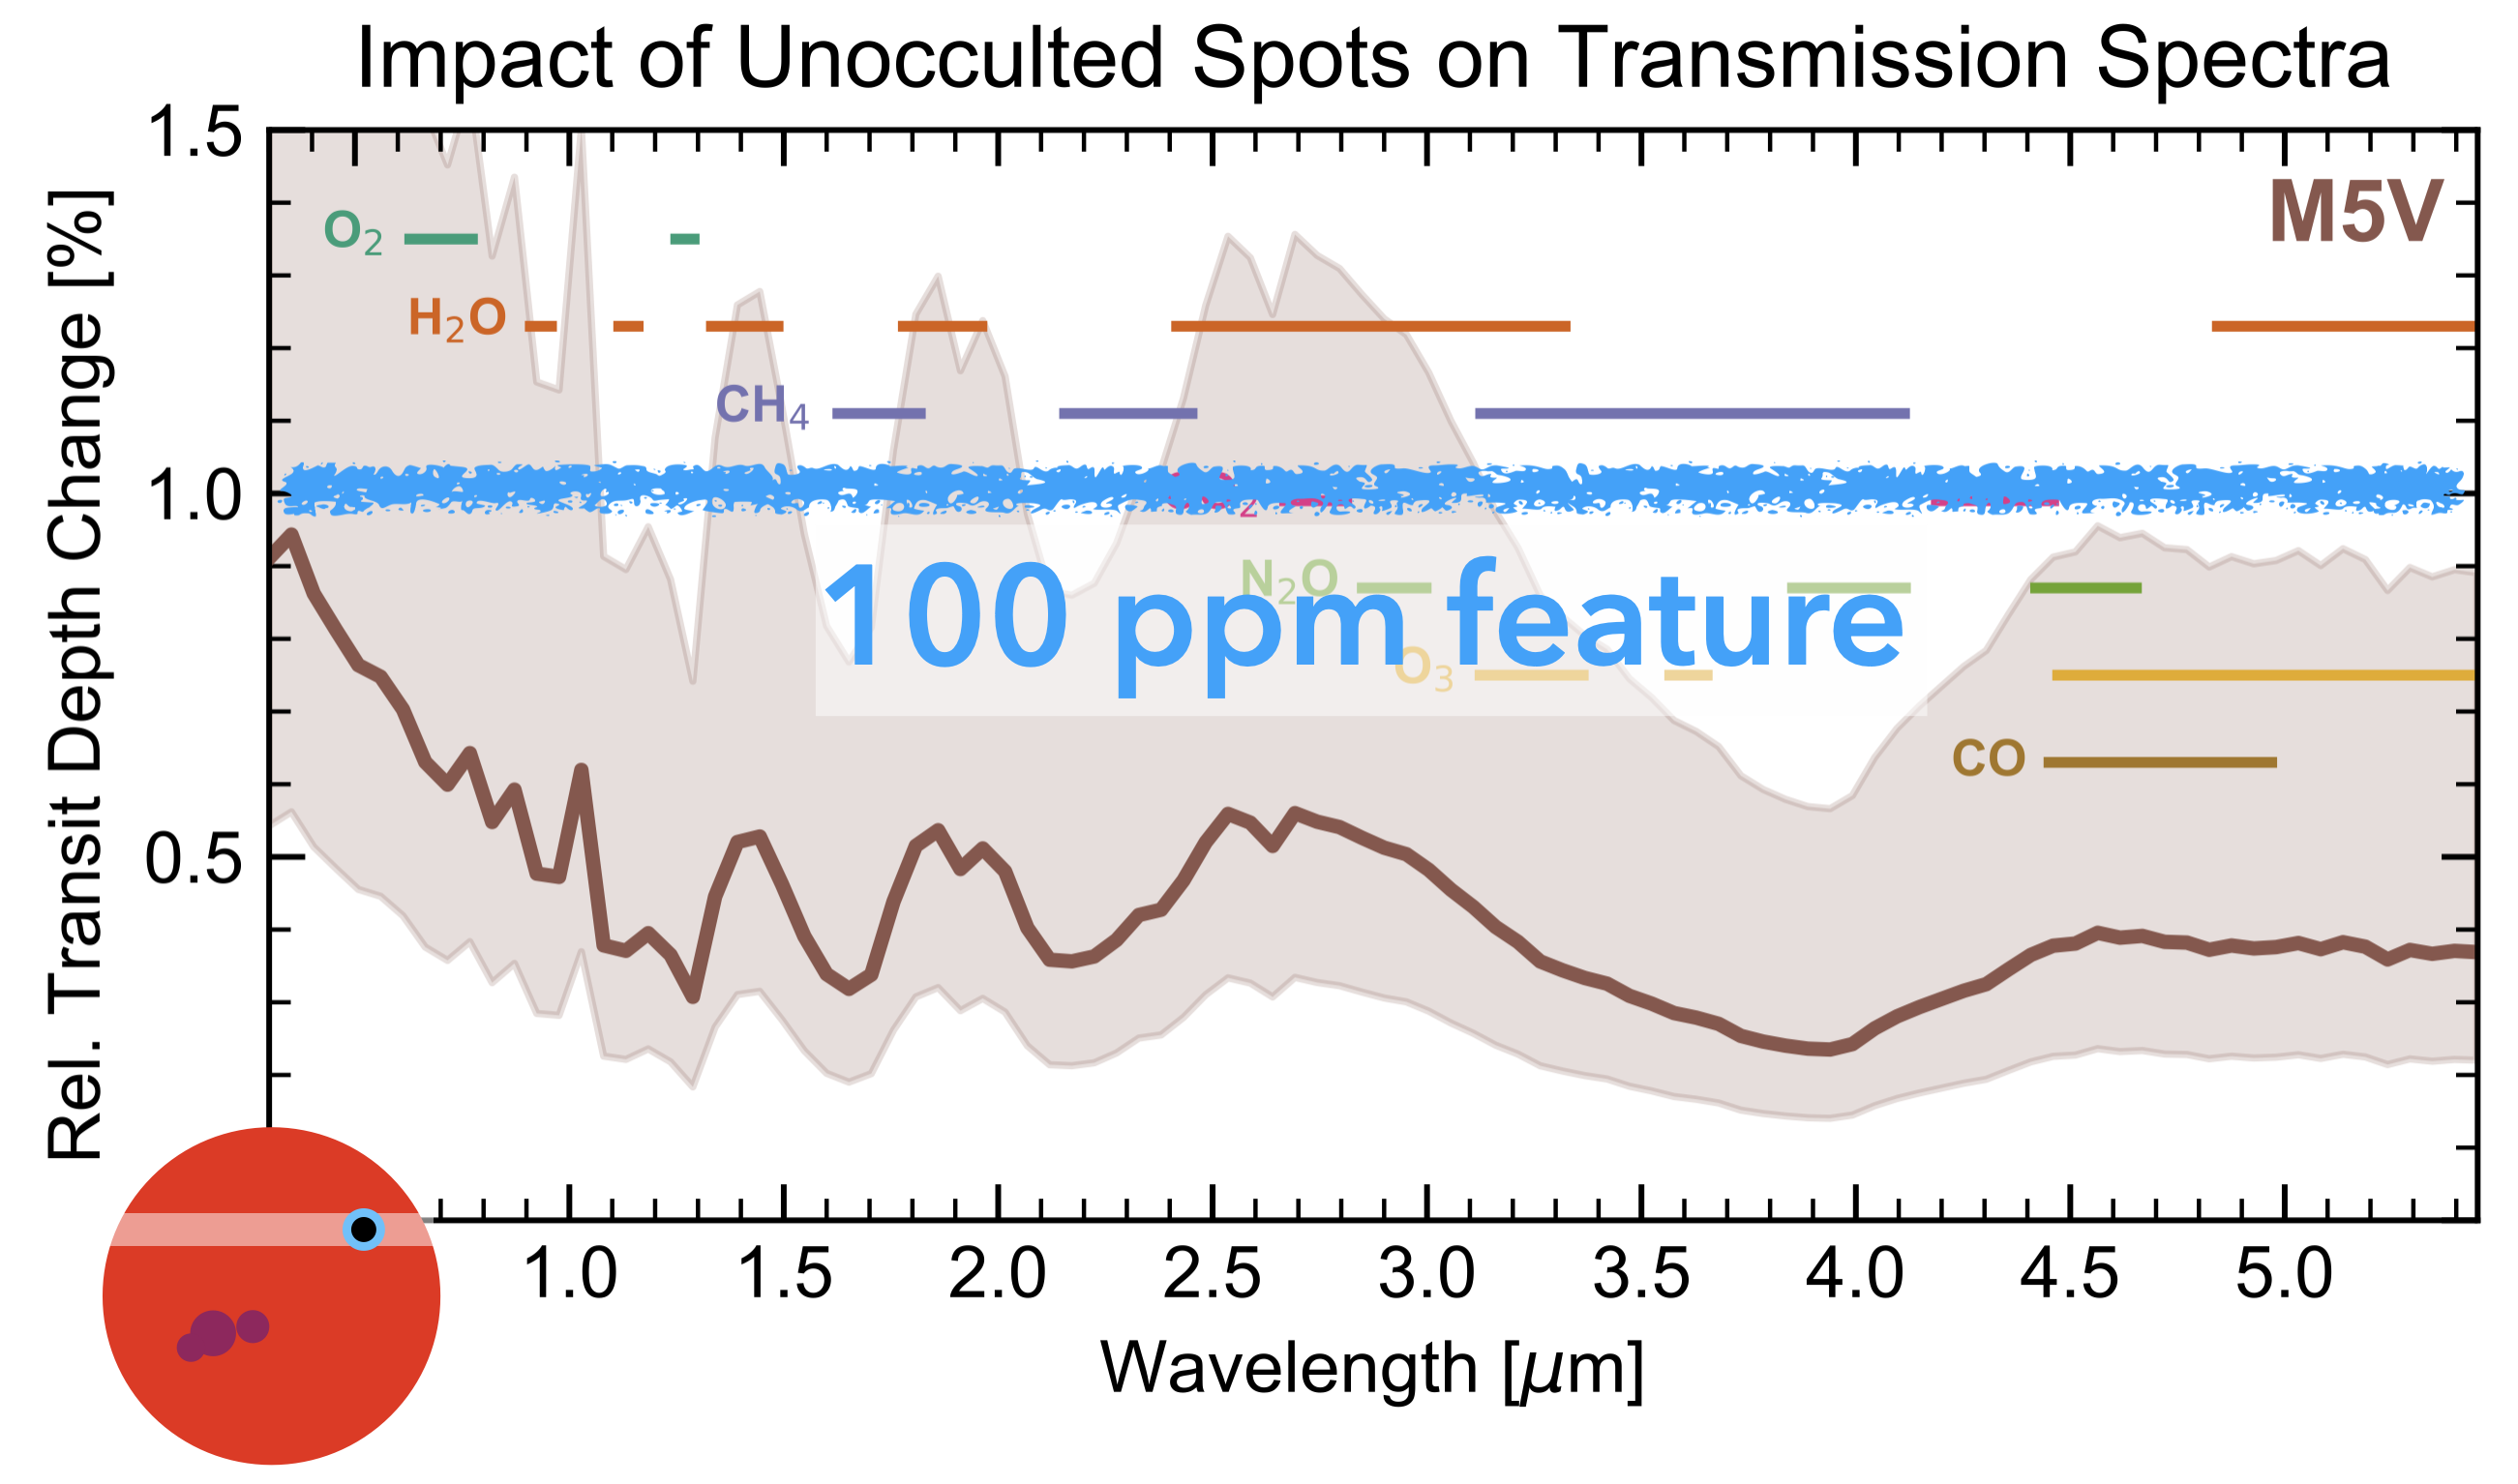 Impact of Unocculted Spots on Transmission Spectra
Rel. Transit Depth Change [%]
1.5
M5V
O₂
H₂O
CH₄
1.0
100 ppm feature
N₂O
O₃
CO
0.5
1.0 1.5 2.0 2.5 3.0 3.5 4.0 4.5 5.0
Wavelength [μm]